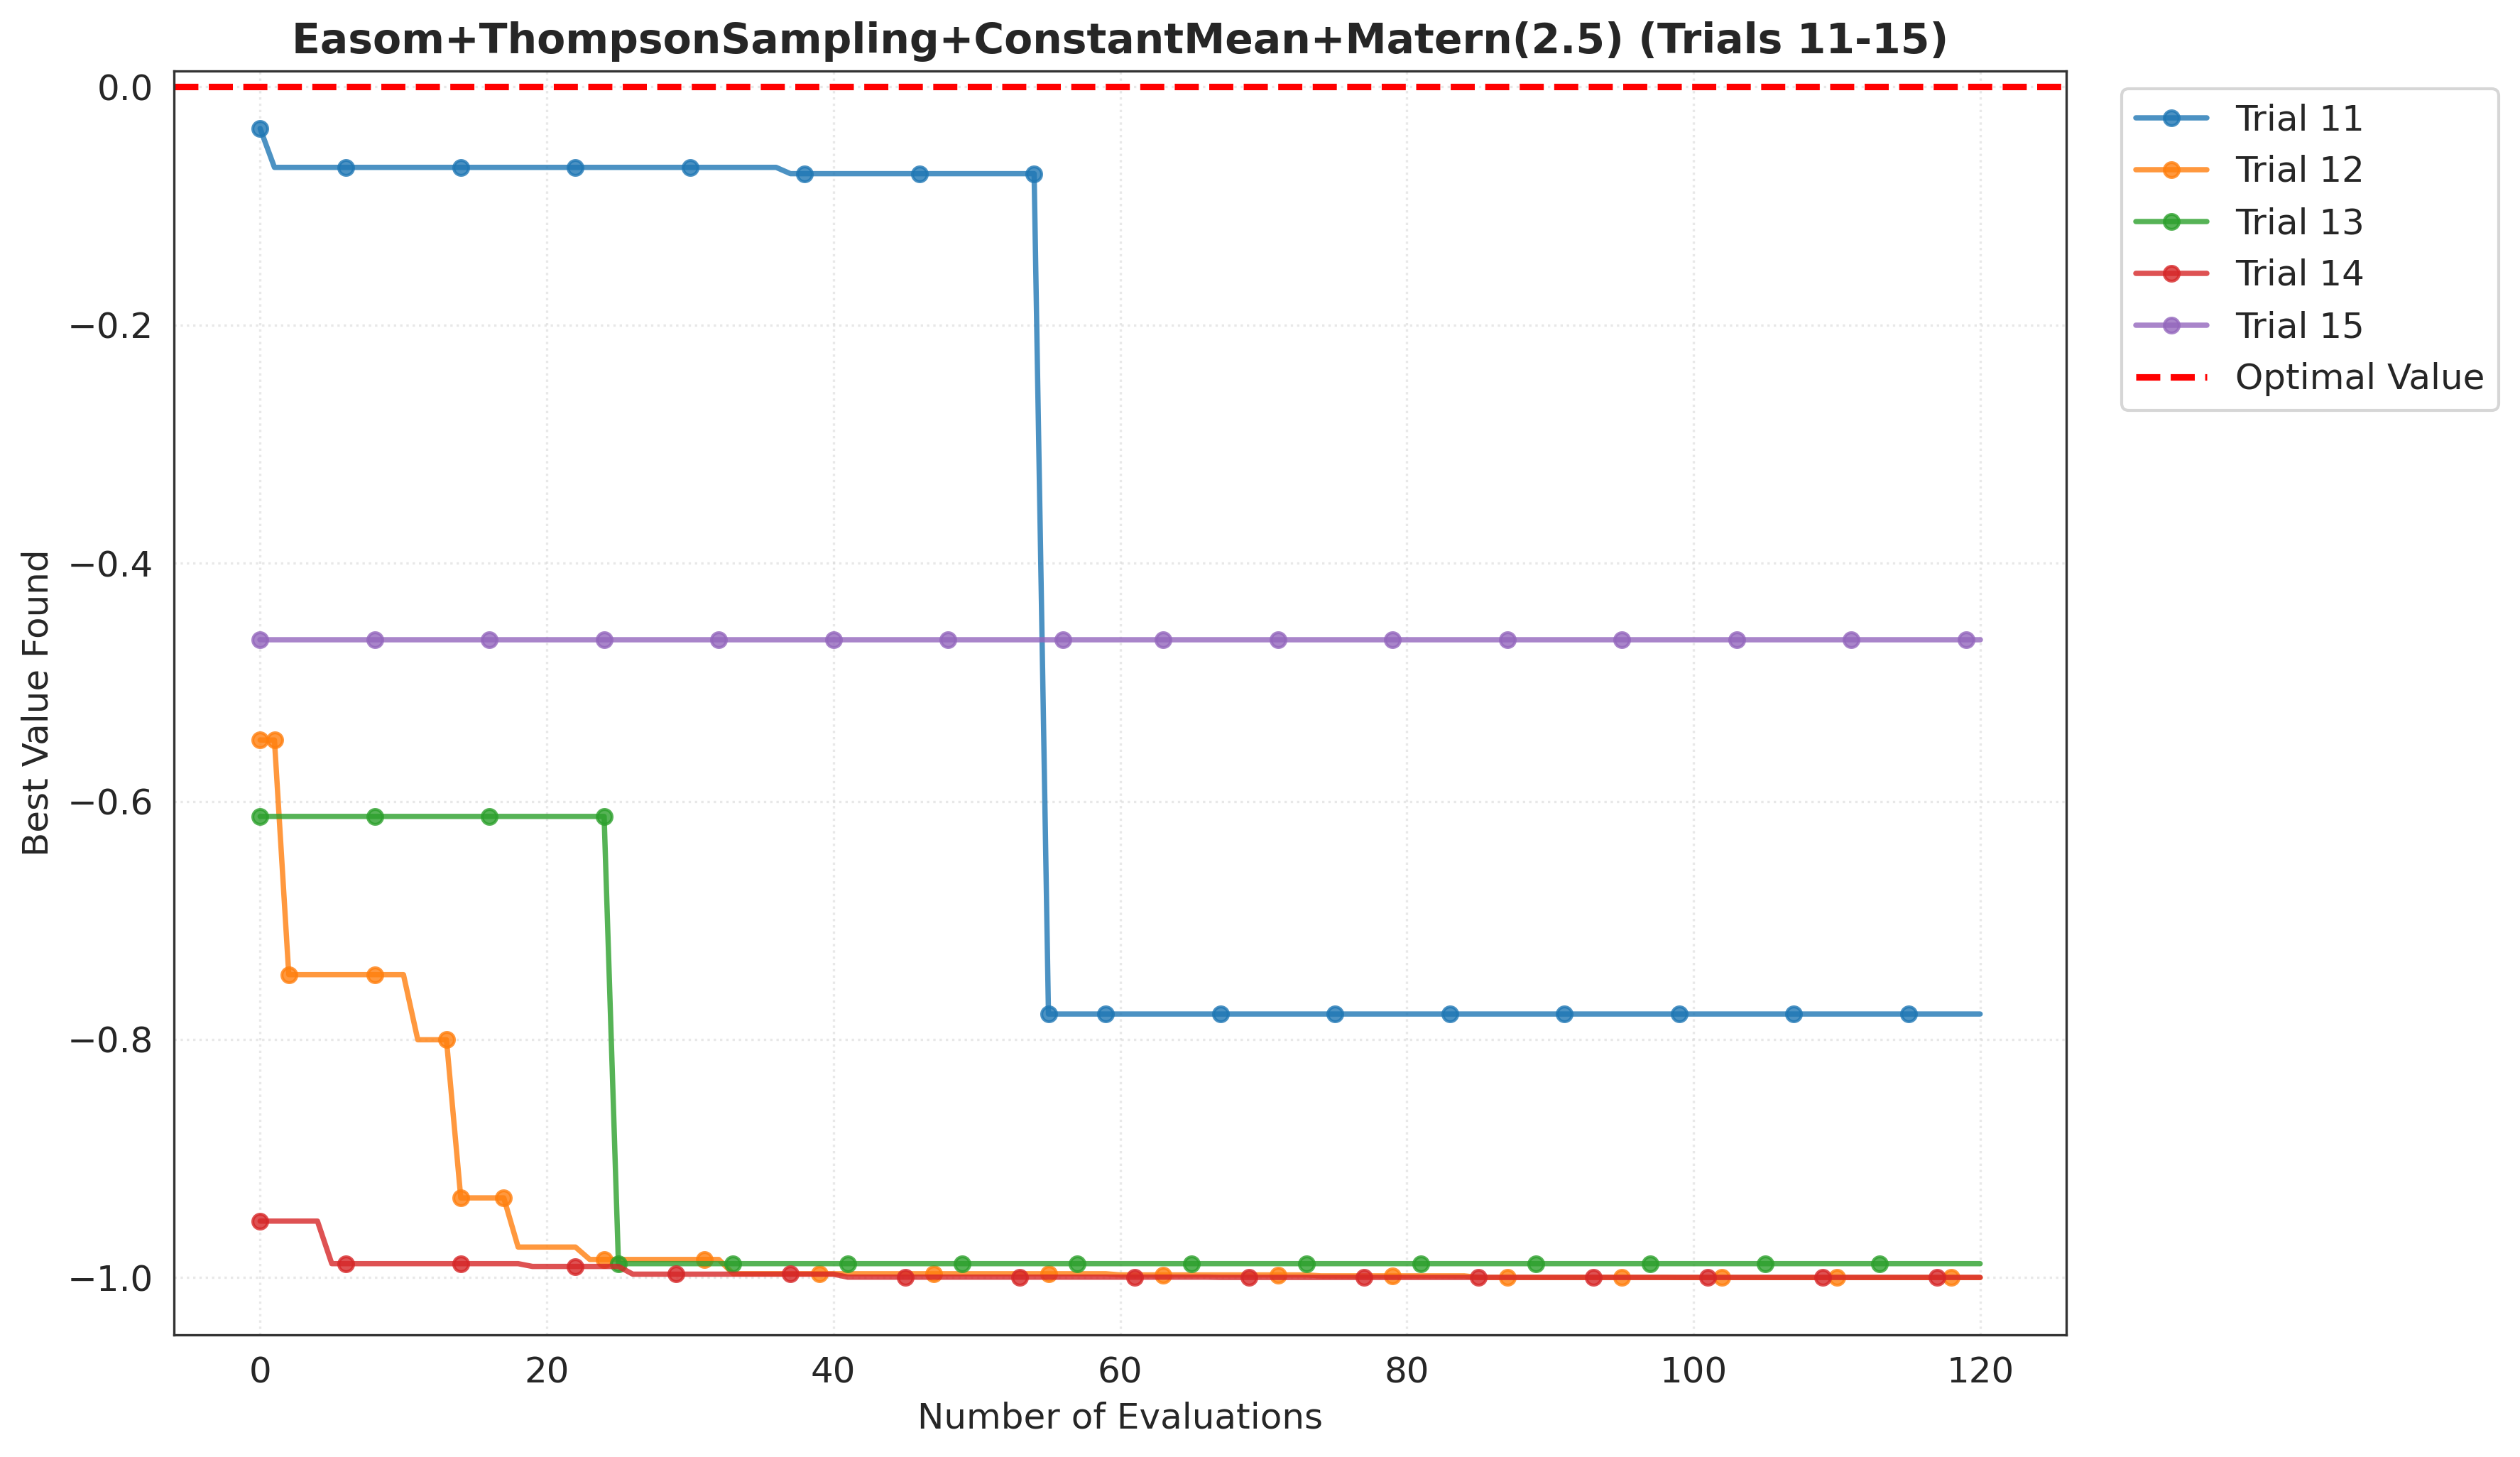 Easom+ThompsonSampling+ConstantMean+Matern(2.5) (Trials 11-15)
Best Value Found
0.0
−0.2
−0.4
−0.6
−0.8
−1.0
0 20 40 60 80 100 120
Number of Evaluations
Trial 11
Trial 12
Trial 13
Trial 14
Trial 15
Optimal Value